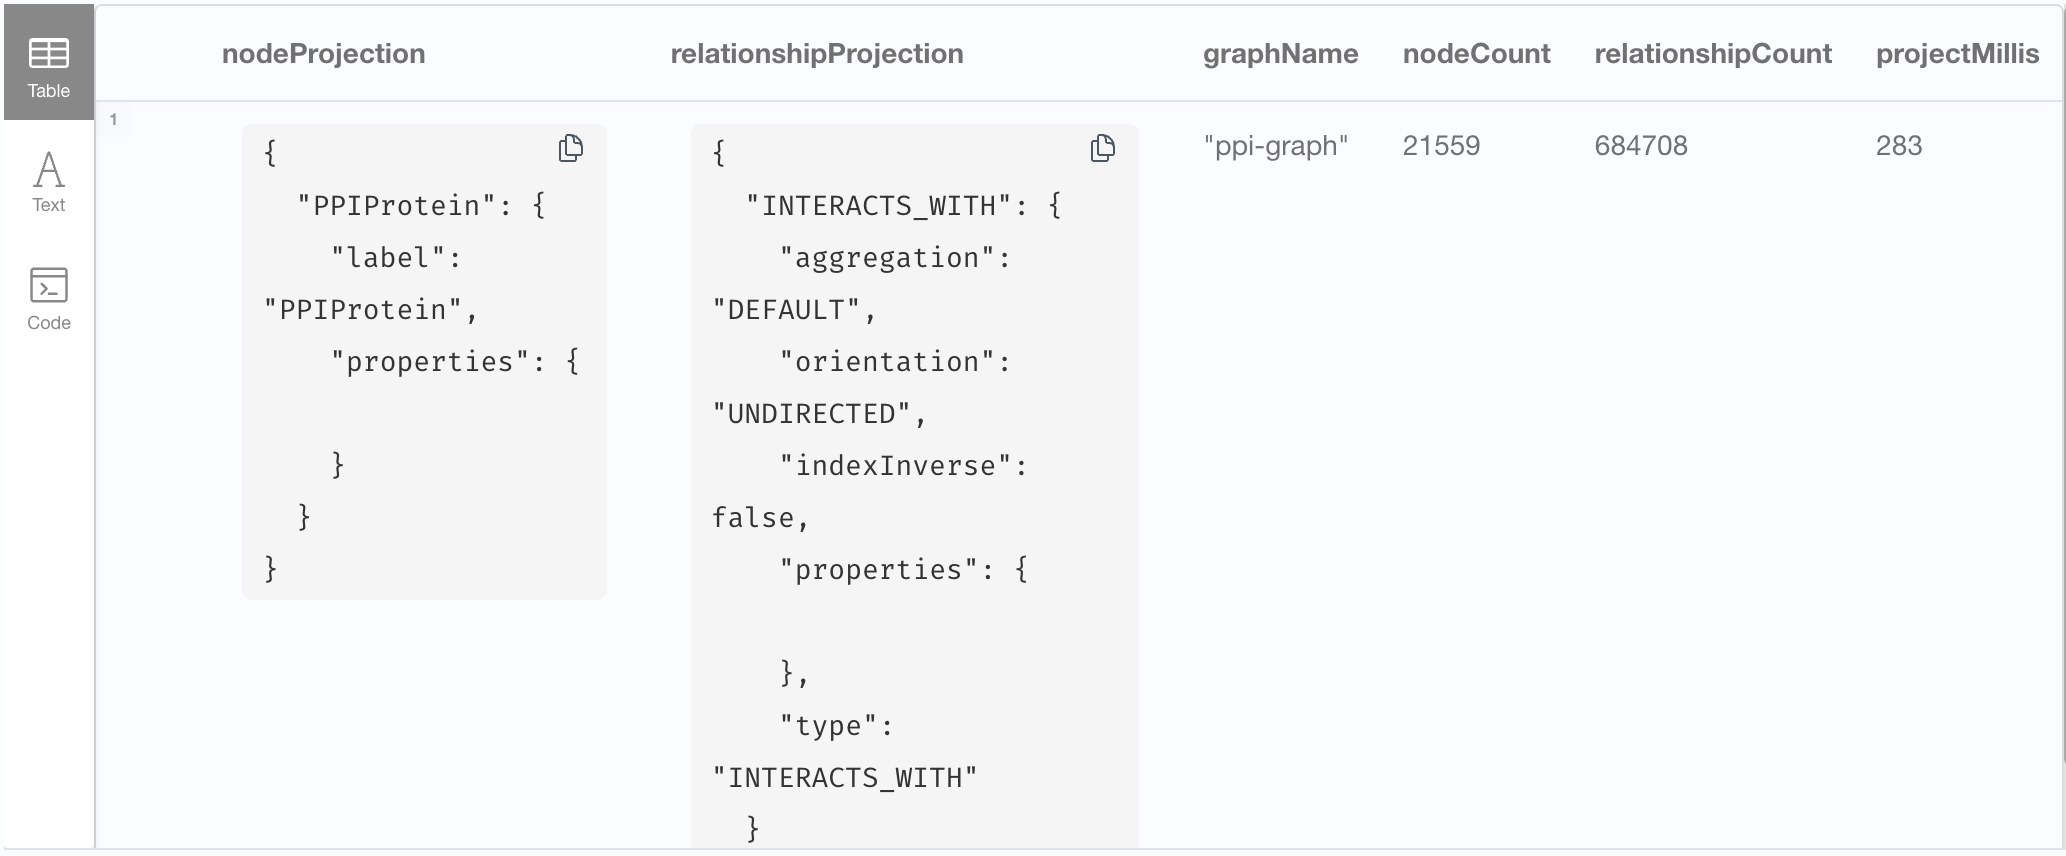 Table
Text
Code
nodeProjection relationshipProjection graphName nodeCount relationshipCount projectMillis
1
{
  "PPIProtein": {
    "label":
"PPIProtein",
    "properties": {

    }
  }
}
{
  "INTERACTS_WITH": {
    "aggregation":
"DEFAULT",
    "orientation":
"UNDIRECTED",
    "indexInverse":
false,
    "properties": {

    },
    "type":
"INTERACTS_WITH"
  }
"ppi-graph" 21559 684708 283